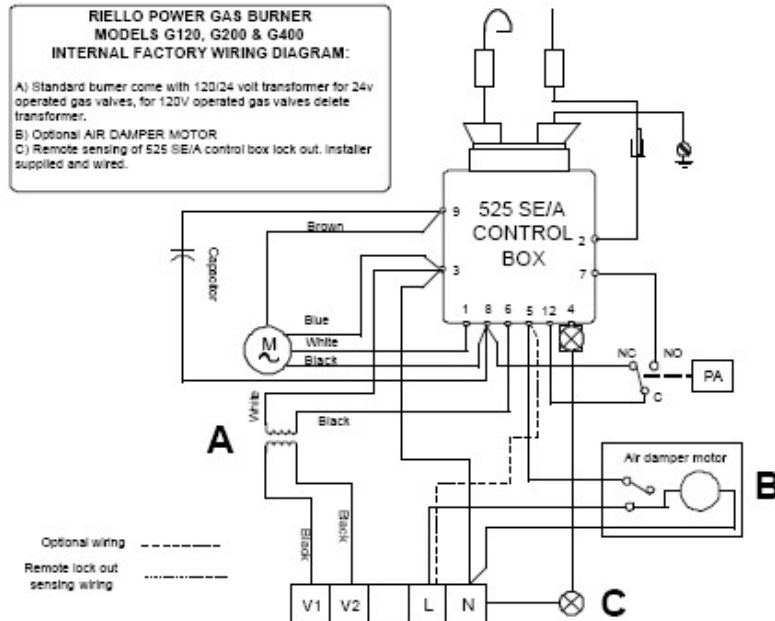 RIELLO POWER GAS BURNER
MODELS G120, G200 & G400
INTERNAL FACTORY WIRING DIAGRAM:
A) Standard burner come with 120/24 volt transformer for 24v
operated gas valves, for 120V operated gas valves delete
transformer.
B) Optional AIR DAMPER MOTOR
C) Remote sensing of 525 SE/A control box lock out. Installer
supplied and wired.
9
525 SE/A
CONTROL
BOX
2
3
7
1 8 6 5 12 4
Brown
Capacitor
Blue
White
Black
M
NC
NO
C
PA
White
Black
A
Air damper motor
B
Black
Black
Optional wiring
Remote lock out
sensing wiring
V1 V2 L N
C